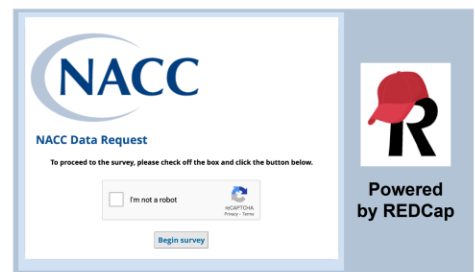 NACC
NACC Data Request
To proceed to the survey, please check off the box and click the button below.
I'm not a robot
reCAPTCHA
Privacy - Terms
Begin survey
R
Powered
by REDCap